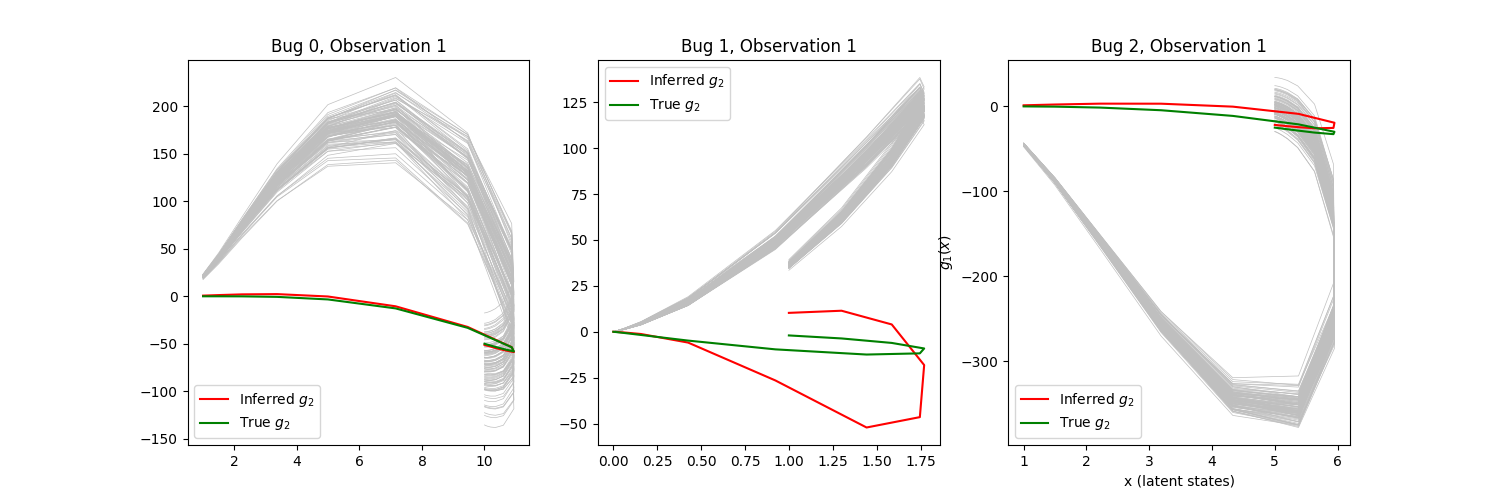 Bug 0, Observation 1
200
150
100
50
0
−50
−100
−150
2 4 6 8 10
Inferred g₂
True g₂
Bug 1, Observation 1
125
100
75
50
25
0
−25
−50
0.00 0.25 0.50 0.75 1.00 1.25 1.50 1.75
Inferred g₂
True g₂
Bug 2, Observation 1
g₁(x)
0
−100
−200
−300
1 2 3 4 5 6
x (latent states)
Inferred g₂
True g₂